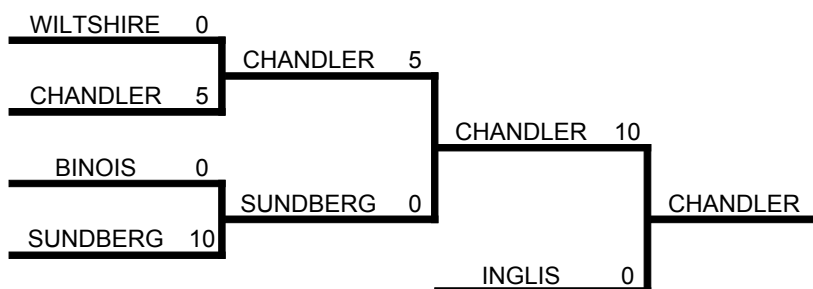 WILTSHIRE 0
CHANDLER 5
CHANDLER 5
BINOIS 0
SUNDBERG 10
SUNDBERG 0
CHANDLER 10
INGLIS 0
CHANDLER